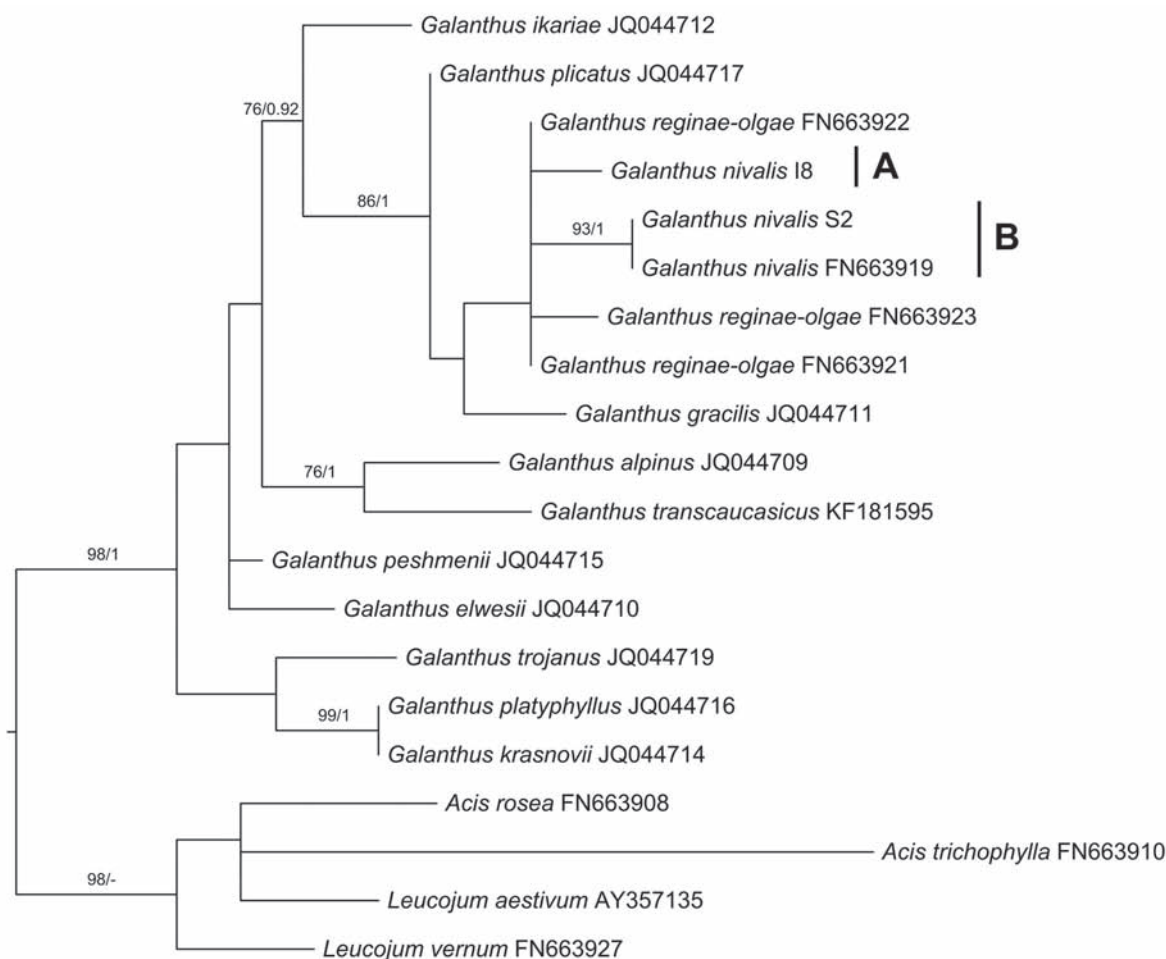 Galanthus ikariae JQ044712
Galanthus plicatus JQ044717
76/0.92
Galanthus reginae-olgae FN663922
Galanthus nivalis I8
A
86/1
Galanthus nivalis S2
93/1
B
Galanthus nivalis FN663919
Galanthus reginae-olgae FN663923
Galanthus reginae-olgae FN663921
Galanthus gracilis JQ044711
Galanthus alpinus JQ044709
76/1
Galanthus transcaucasicus KF181595
98/1
Galanthus peshmenii JQ044715
Galanthus elwesii JQ044710
Galanthus trojanus JQ044719
Galanthus platyphyllus JQ044716
99/1
Galanthus krasnovii JQ044714
Acis rosea FN663908
Acis trichophylla FN663910
98/-
Leucojum aestivum AY357135
Leucojum vernum FN663927